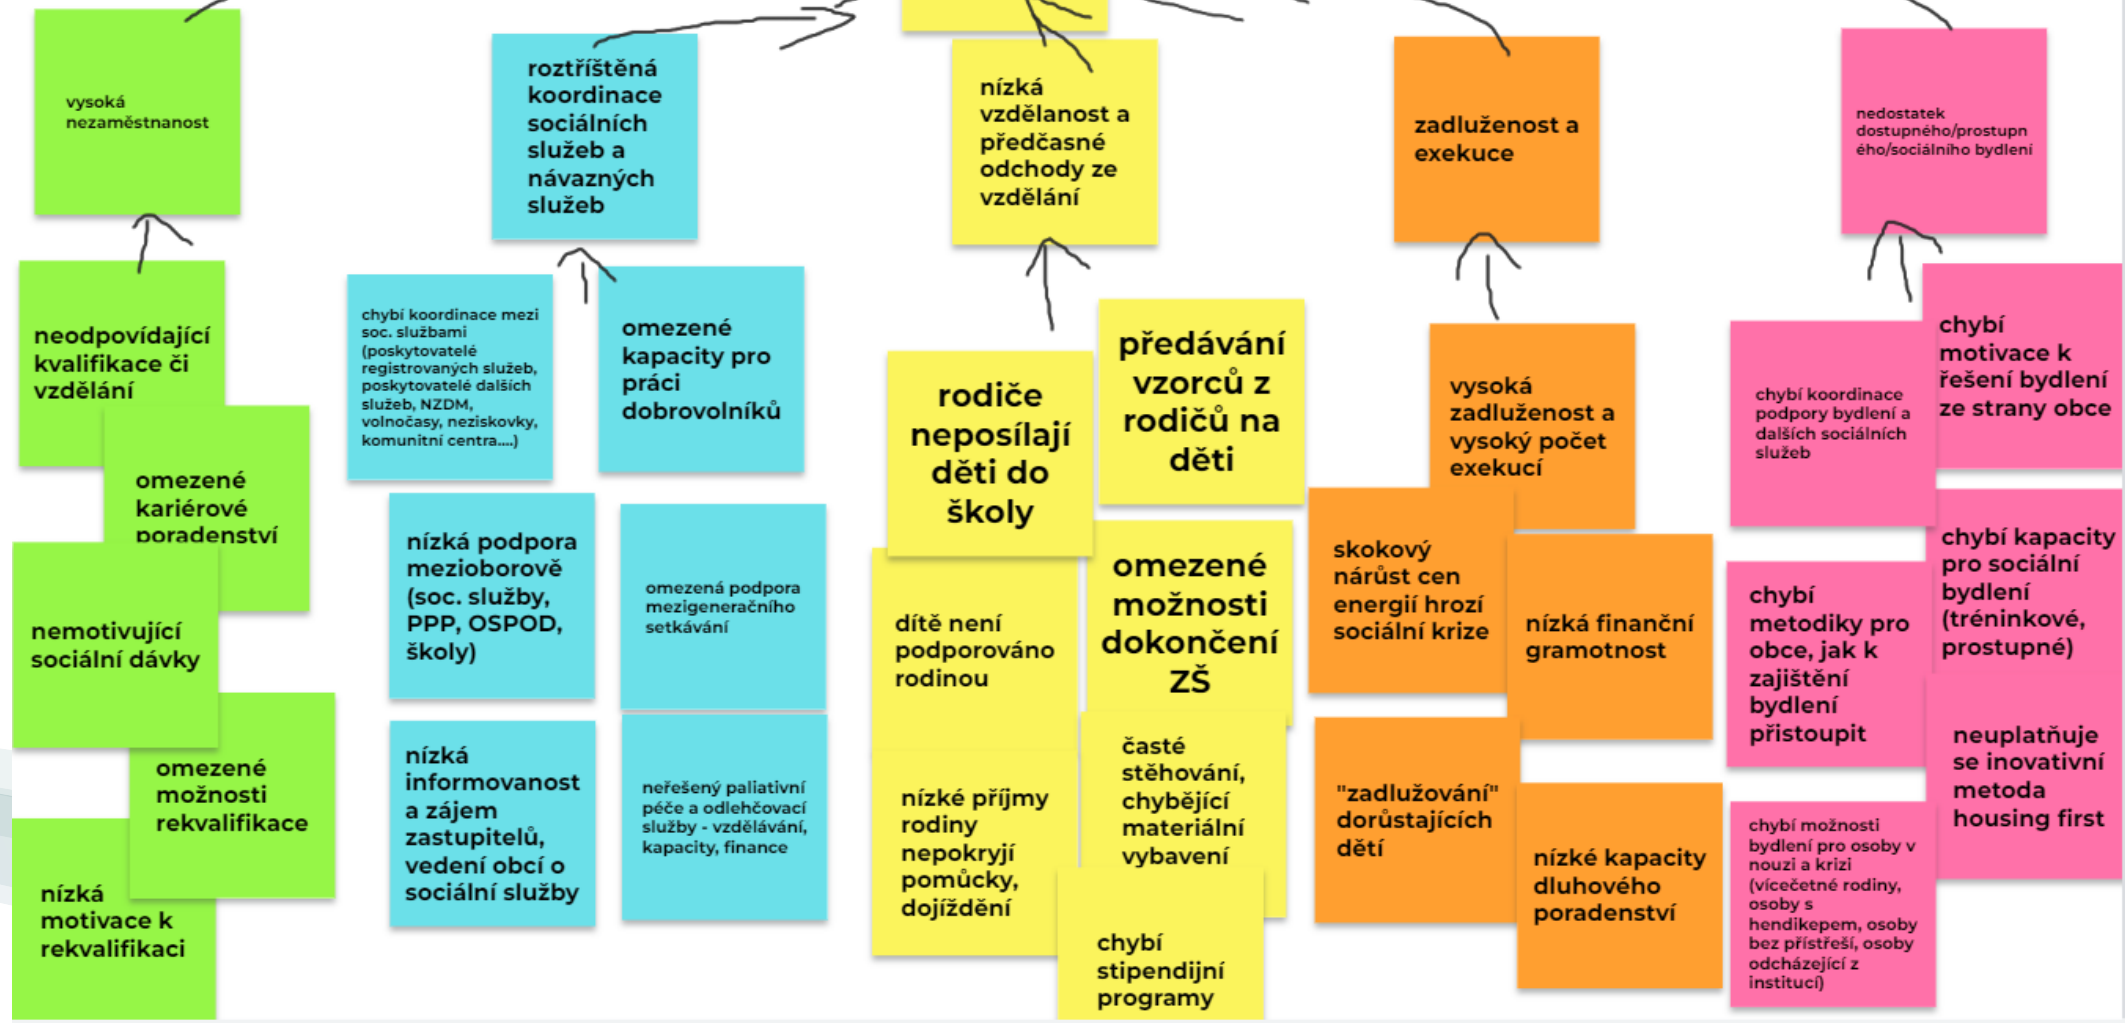 vysoká
nezaměstnanost
neodpovídající
kvalifikace či
vzdělání
omezené
kariérové
poradenství
nemotivující
sociální dávky
omezené
možnosti
rekvalifikace
nízká
motivace k
rekvalifikaci
roztříštěná
koordinace
sociálních
služeb a
návazných
služeb
chybí koordinace mezi
soc. službami
(poskytovatelé
registrovaných služeb,
poskytovatelé dalších
služeb, NZDM,
volnočasy, neziskovky,
komunitní centra....)
omezené
kapacity pro
práci
dobrovolníků
nízká podpora
mezioborově
(soc. služby,
PPP, OSPOD,
školy)
omezená podpora
mezigeneračního
setkávání
nízká
informovanost
a zájem
zastupitelů,
vedení obcí o
sociální služby
neřešený paliativní
péče a odlehčovací
služby - vzdělávání,
kapacity, finance
nízká
vzdělanost a
předčasné
odchody ze
vzdělání
rodiče
neposílají
děti do
školy
předávání
vzorců z
rodičů na
děti
dítě není
podporováno
rodinou
omezené
možnosti
dokončení
ZŠ
nízké příjmy
rodiny
nepokryjí
pomůcky,
dojíždění
časté
stěhování,
chybějící
materiální
vybavení
chybí
stipendijní
programy
zadluženost a
exekuce
vysoká
zadluženost a
vysoký počet
exekucí
skokový
nárůst cen
energií hrozí
sociální krize
nízká finanční
gramotnost
"zadlužování"
dorůstajících
dětí
nízké kapacity
dluhového
poradenství
nedostatek
dostupného/prostupn
ého/sociálního bydlení
chybí koordinace
podpory bydlení a
dalších sociálních
služeb
chybí
motivace k
řešení bydlení
ze strany obce
chybí
metodiky pro
obce, jak k
zajištění
bydlení
přistoupit
chybí kapacity
pro sociální
bydlení
(tréninkové,
prostupné)
neuplatňuje
se inovativní
metoda
housing first
chybí možnosti
bydlení pro osoby v
nouzi a krizi
(vícečetné rodiny,
osoby s
hendikepem, osoby
bez přístřeší, osoby
odcházející z
institucí)